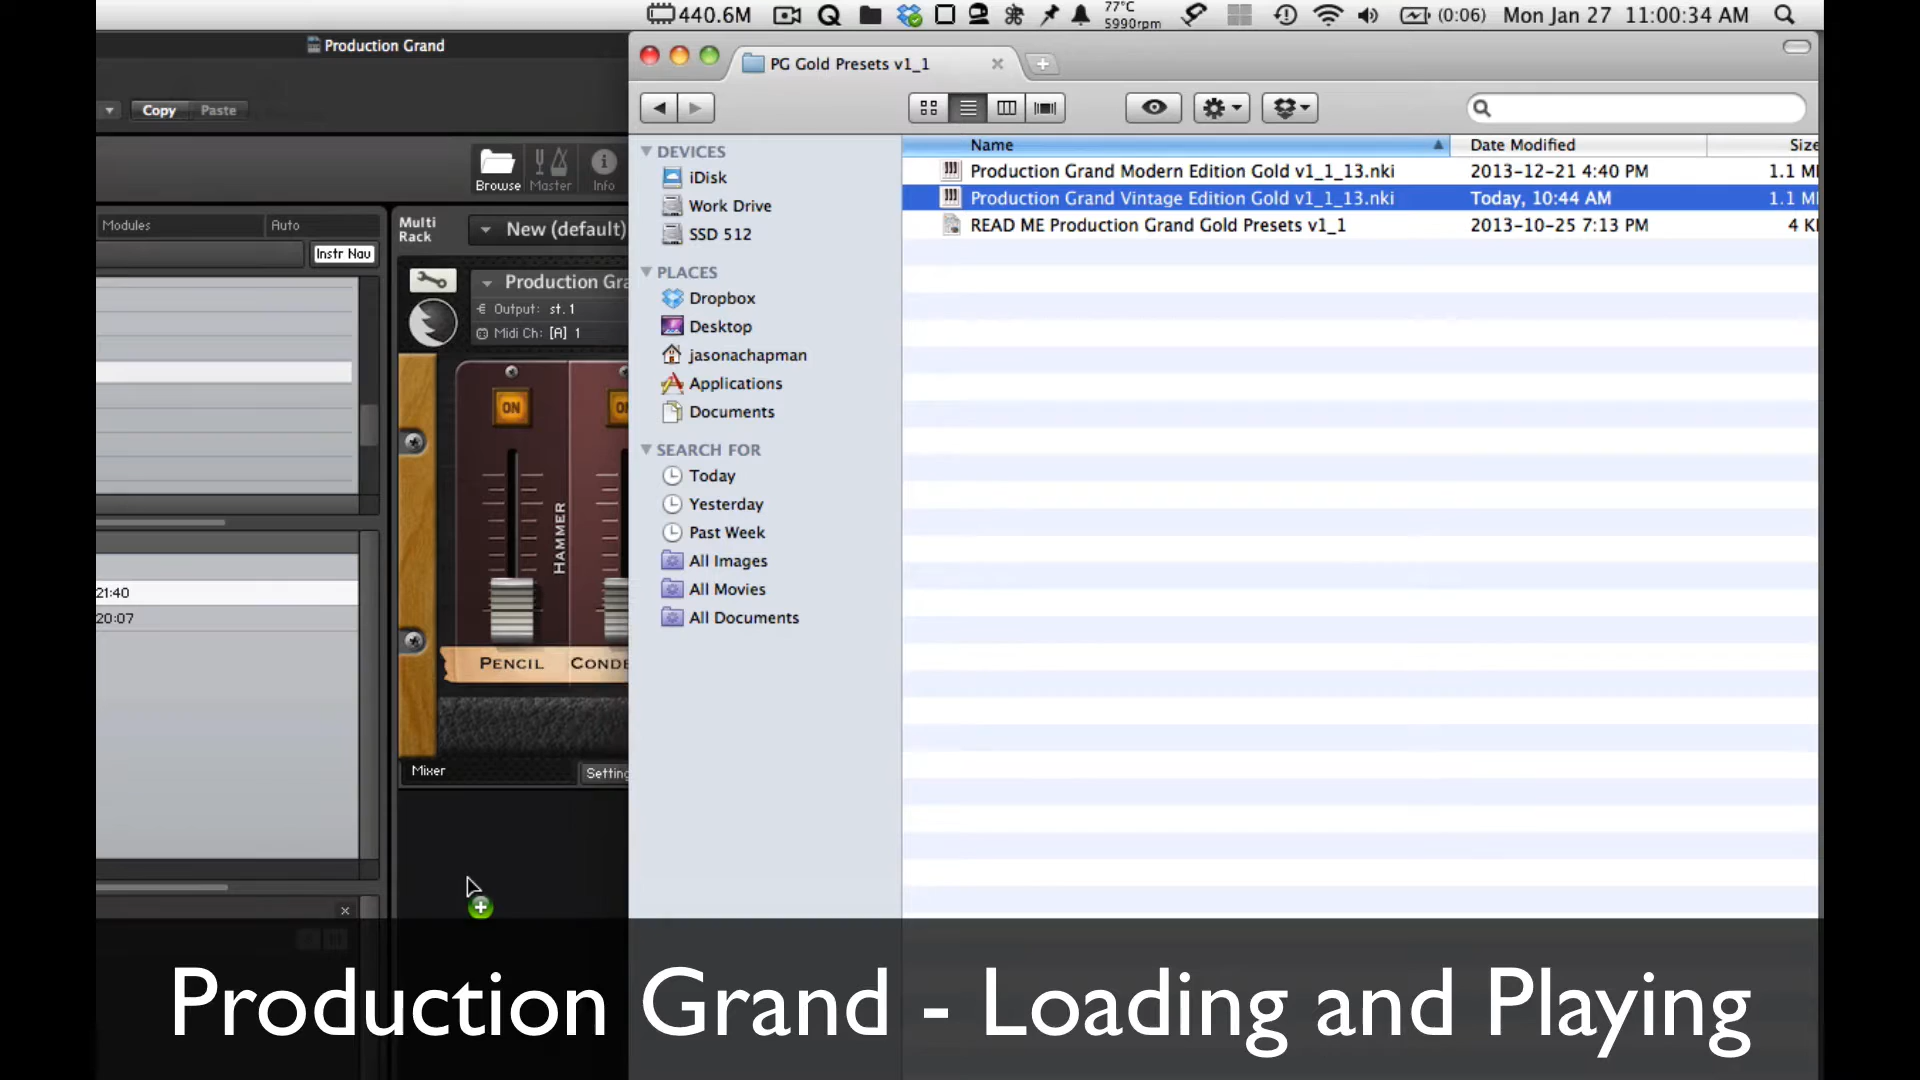 440.6M
77°C
5990rpm
(0:06)
Mon Jan 27 11:00:34 AM
Production Grand
PG Gold Presets v1_1
Copy
Paste
Browse
Master
Info
Modules
Auto
Instr Nav
Multi
Rack
New (default)
Production Gra
Output: st.1
Midi Ch: [A] 1
ON
HAMMER
PENCIL
CONDE
Mixer
Setting
21:40
20:07
DEVICES
iDisk
Work Drive
SSD 512
PLACES
Dropbox
Desktop
jasonachapman
Applications
Documents
SEARCH FOR
Today
Yesterday
Past Week
All Images
All Movies
All Documents
Name Date Modified Size
Production Grand Modern Edition Gold v1_1_13.nki 2013-12-21 4:40 PM 1.1 M
Production Grand Vintage Edition Gold v1_1_13.nki Today, 10:44 AM 1.1 M
READ ME Production Grand Gold Presets v1_1 2013-10-25 7:13 PM 4 K
Production Grand - Loading and Playing